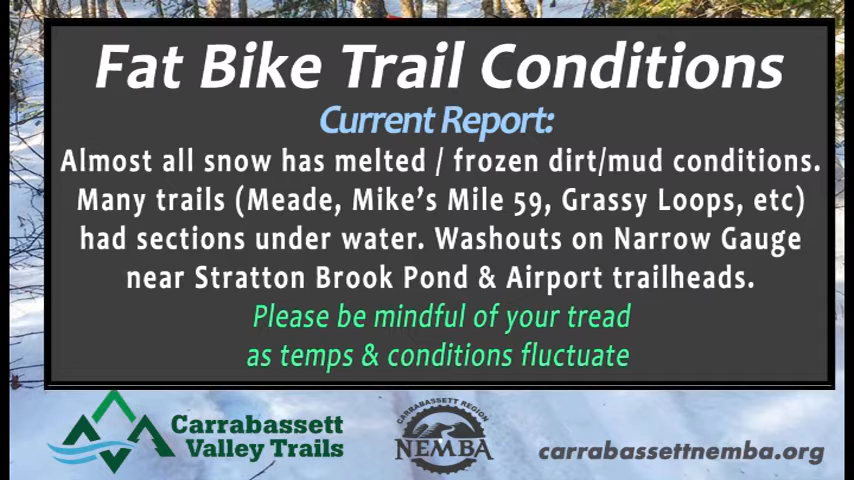 Fat Bike Trail Conditions
Current Report:
Almost all snow has melted / frozen dirt/mud conditions.
Many trails (Meade, Mike’s Mile 59, Grassy Loops, etc)
had sections under water. Washouts on Narrow Gauge
near Stratton Brook Pond & Airport trailheads.
Please be mindful of your tread
as temps & conditions fluctuate
Carrabassett
Valley Trails
CARRABASSETT REGION
NEMBA
carrabassettnemba.org